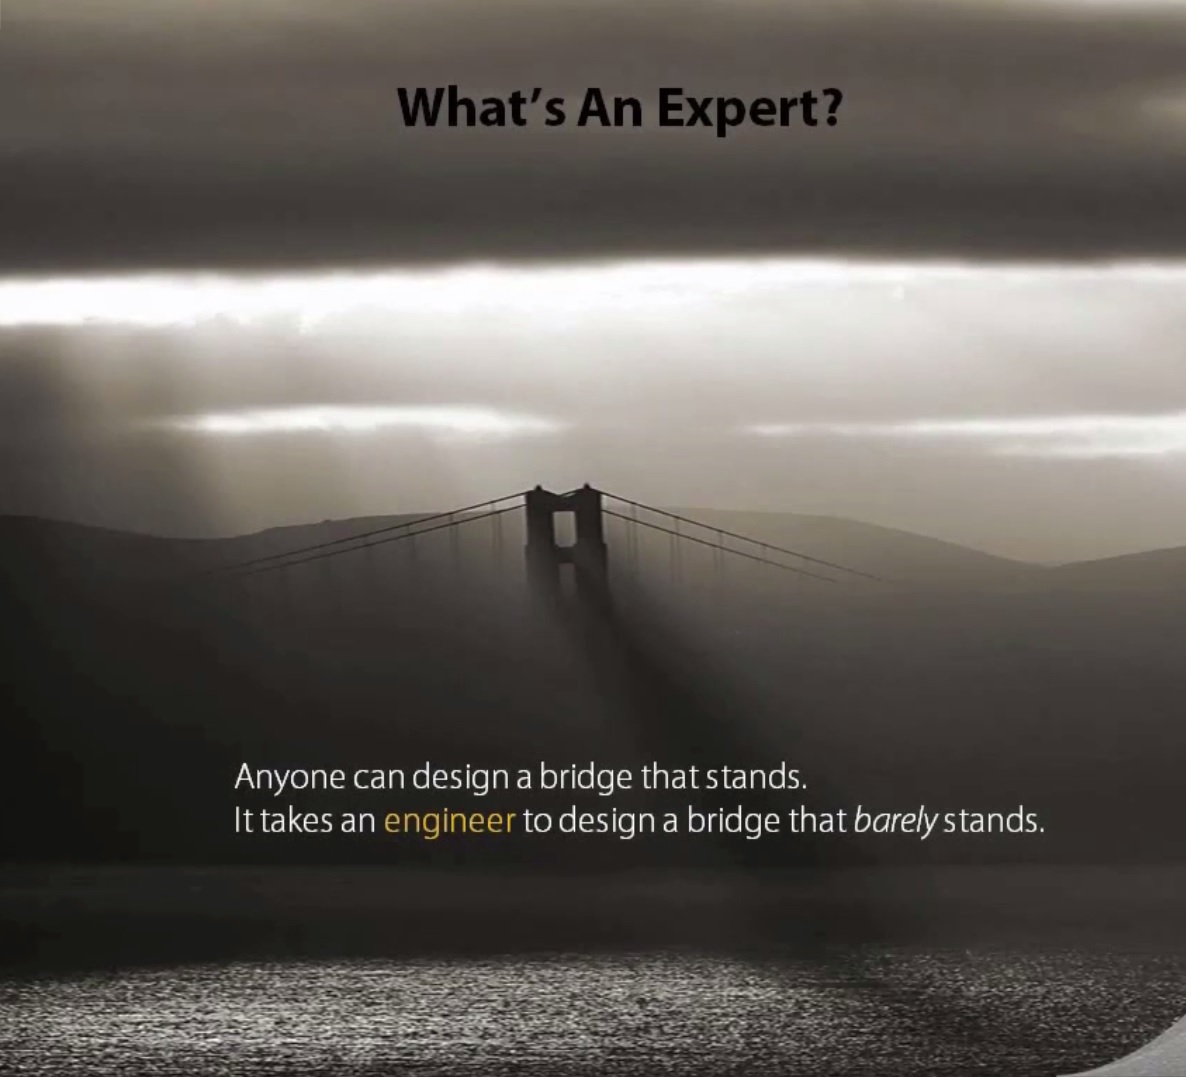 What's An Expert?
Anyone can design a bridge that stands.
It takes an engineer to design a bridge that barely stands.